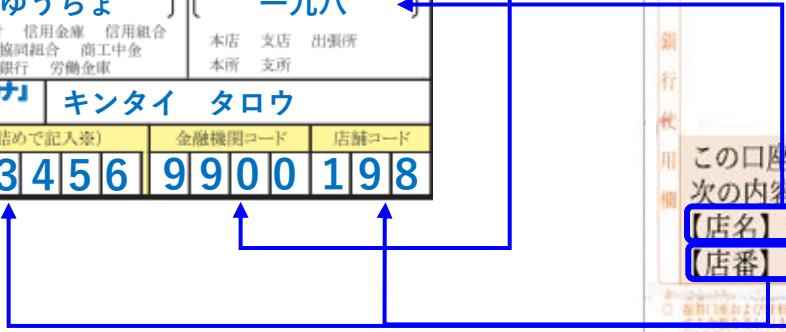 ゆうちょ
一九八
信用金庫 信用組合
協同組合 商工中金
銀行 労働金庫
本店 支店 出張所
本所 支所
キンタイ タロウ
詰めで記入※)
金融機関コード
店舗コード
3456
9900
198
銀行使用欄
この口座
次の内容
【店名】
【店番】